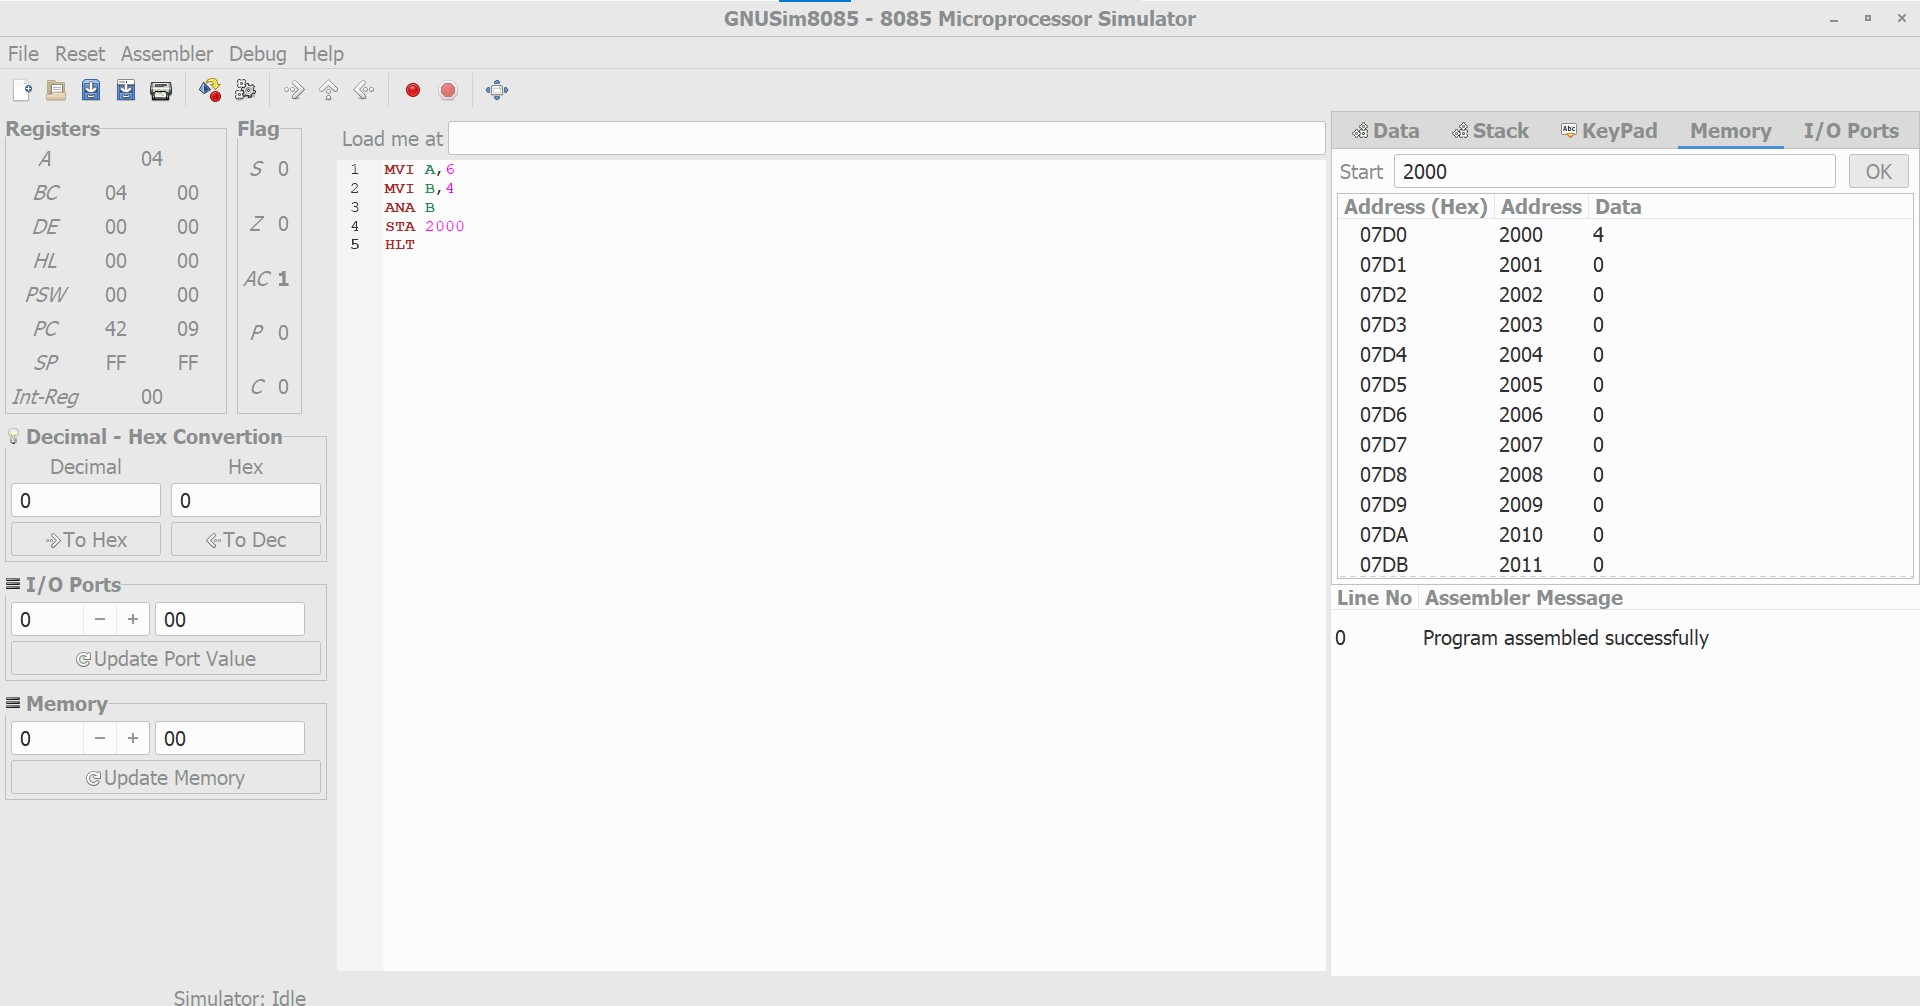 GNUSim8085 - 8085 Microprocessor Simulator
File Reset Assembler Debug Help
Registers
A 04
BC 04 00
DE 00 00
HL 00 00
PSW 00 00
PC 42 09
SP FF FF
Int-Reg 00
Flag
S 0
Z 0
AC 1
P 0
C 0
Decimal - Hex Convertion
Decimal Hex
0 0
To Hex To Dec
I/O Ports
0 − + 00
Update Port Value
Memory
0 − + 00
Update Memory
Load me at
1 MVI A,6
2 MVI B,4
3 ANA B
4 STA 2000
5 HLT
Data Stack Abc KeyPad Memory I/O Ports
Start 2000 OK
Address (Hex) Address Data
07D0 2000 4
07D1 2001 0
07D2 2002 0
07D3 2003 0
07D4 2004 0
07D5 2005 0
07D6 2006 0
07D7 2007 0
07D8 2008 0
07D9 2009 0
07DA 2010 0
07DB 2011 0
Line No Assembler Message
0 Program assembled successfully
Simulator: Idle